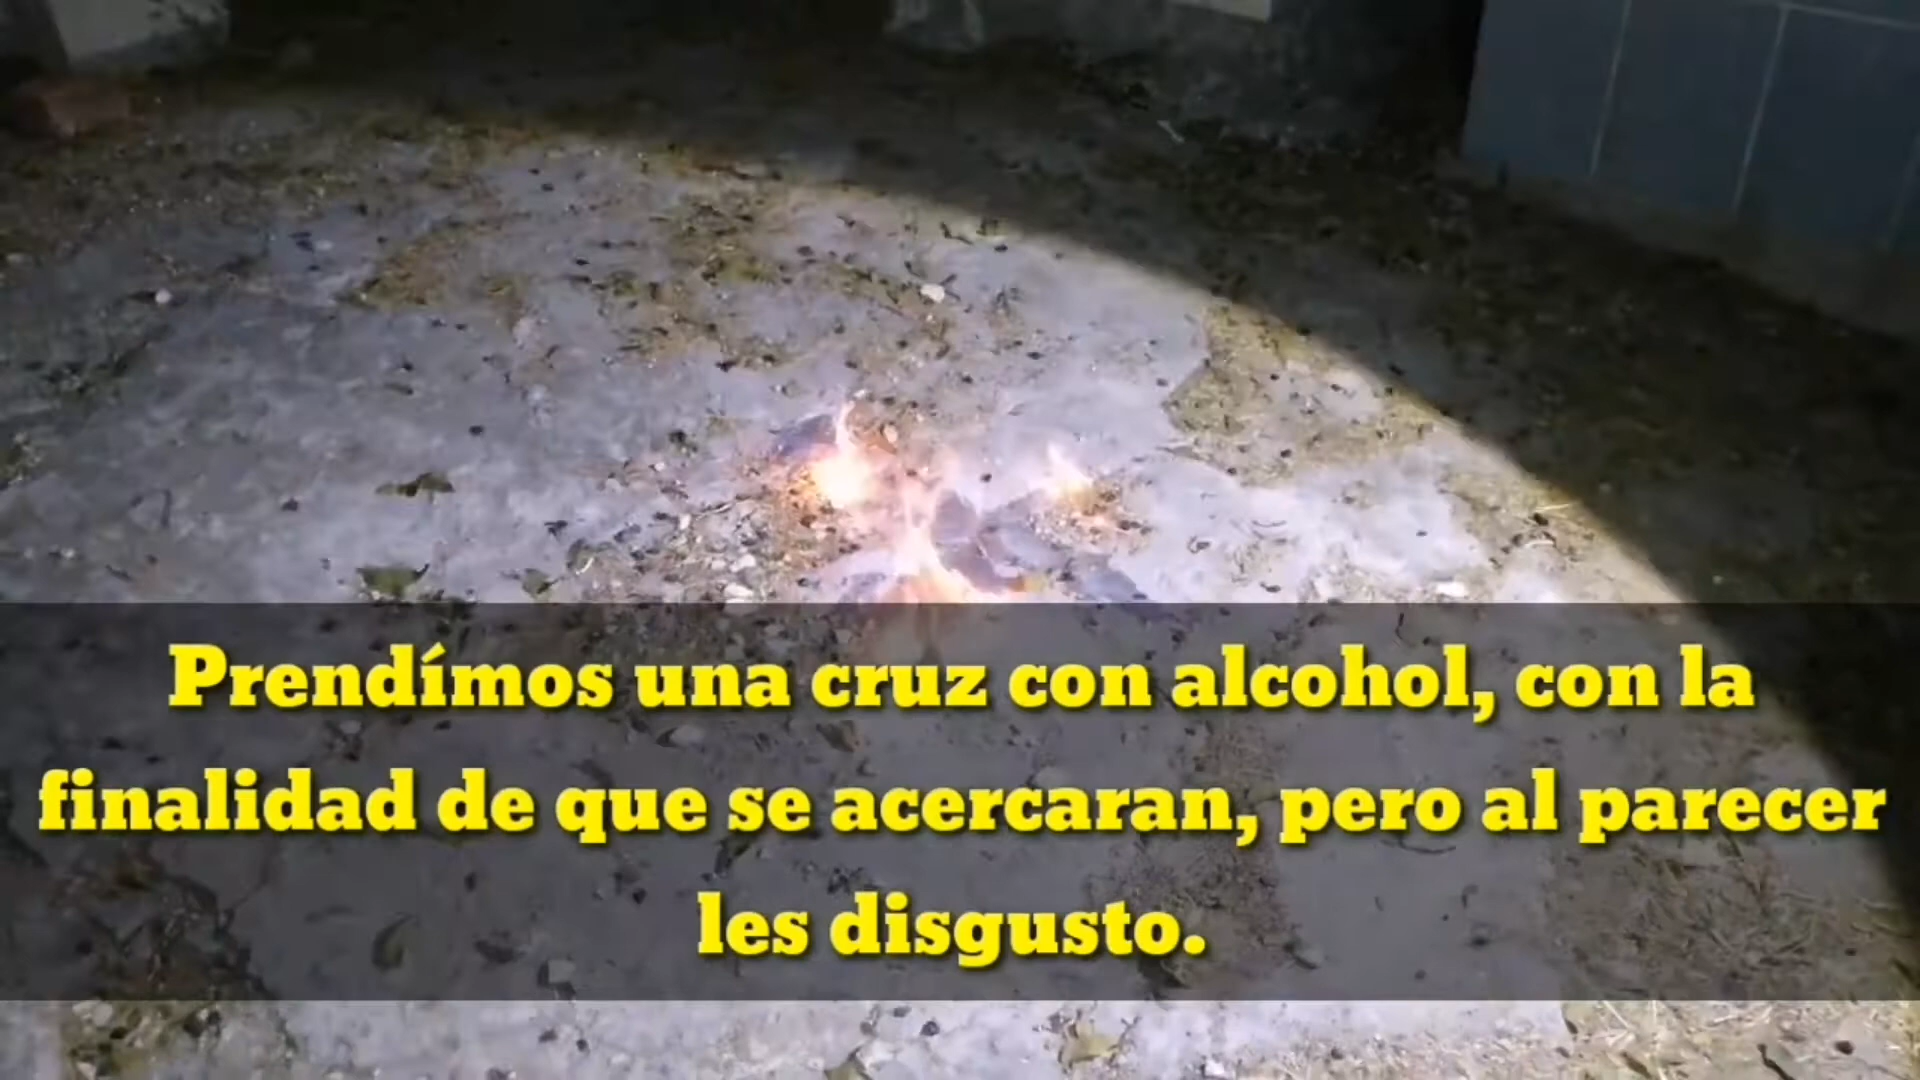 Prendímos una cruz con alcohol, con la
finalidad de que se acercaran, pero al parecer
les disgusto.